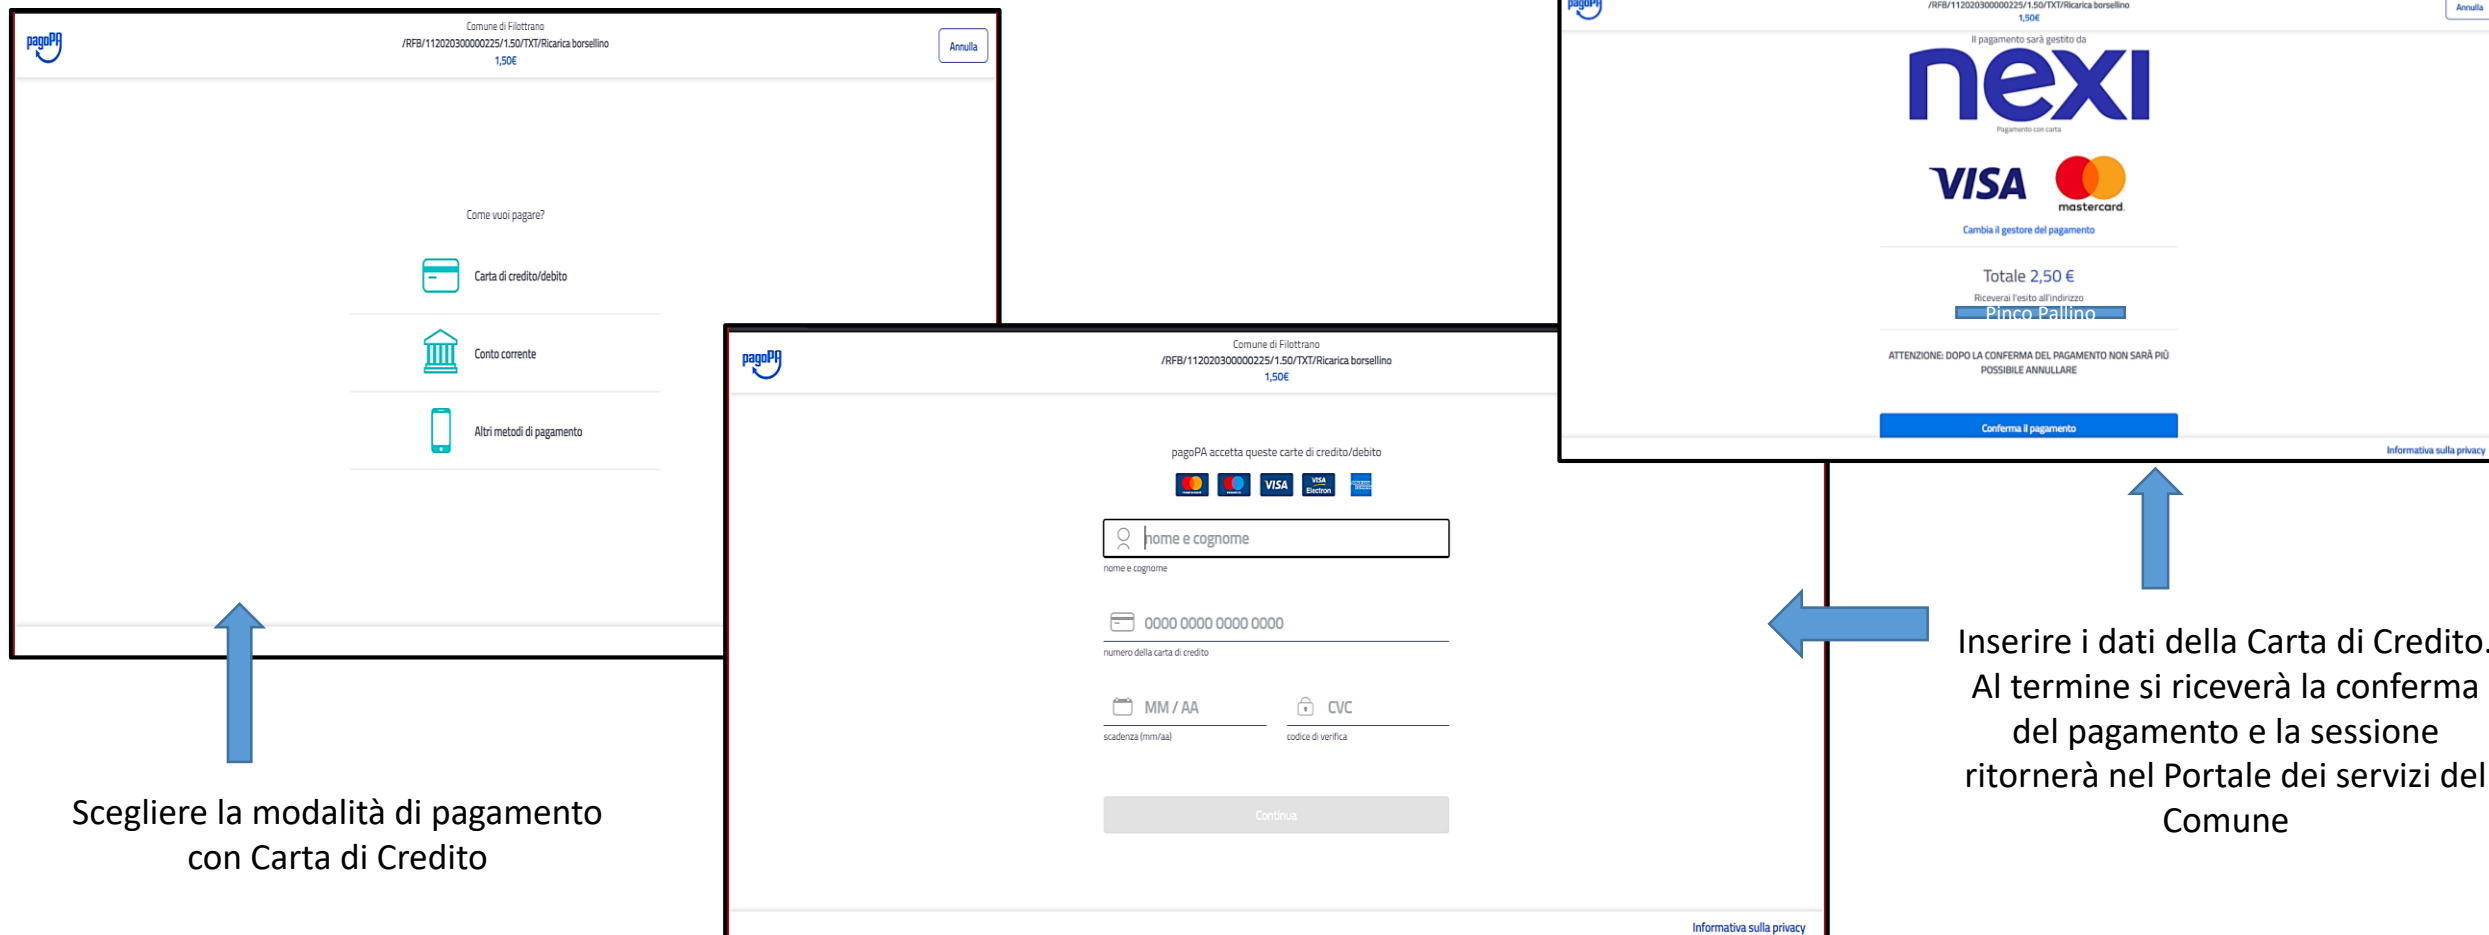 pagoPA
Comune di Filottrano
/RFB/112020300000225/1.50/TXT/Ricarica borsellino
1,50€
Annulla
Come vuoi pagare?
Carta di credito/debito
Conto corrente
Altri metodi di pagamento
Scegliere la modalità di pagamento
con Carta di Credito
pagoPA
Comune di Filottrano
/RFB/112020300000225/1.50/TXT/Ricarica borsellino
1,50€
pagoPA accetta queste carte di credito/debito
VISA
VISA
Electron
nome e cognome
nome e cognome
0000 0000 0000 0000
numero della carta di credito
MM / AA
CVC
scadenza (mm/aa)
codice di verifica
Continua
Informativa sulla privacy
pagoPA
/RFB/112020300000225/1.50/TXT/Ricarica borsellino
1,50€
Annulla
Il pagamento sarà gestito da
nexi
Pagamento con carta
VISA
mastercard.
Cambia il gestore del pagamento
Totale 2,50 €
Riceverai l'esito all'indirizzo
Pinco Pallino
ATTENZIONE: DOPO LA CONFERMA DEL PAGAMENTO NON SARÀ PIÙ
POSSIBILE ANNULLARE
Conferma il pagamento
Informativa sulla privacy
Inserire i dati della Carta di Credito.
Al termine si riceverà la conferma
del pagamento e la sessione
ritornerà nel Portale dei servizi del
Comune